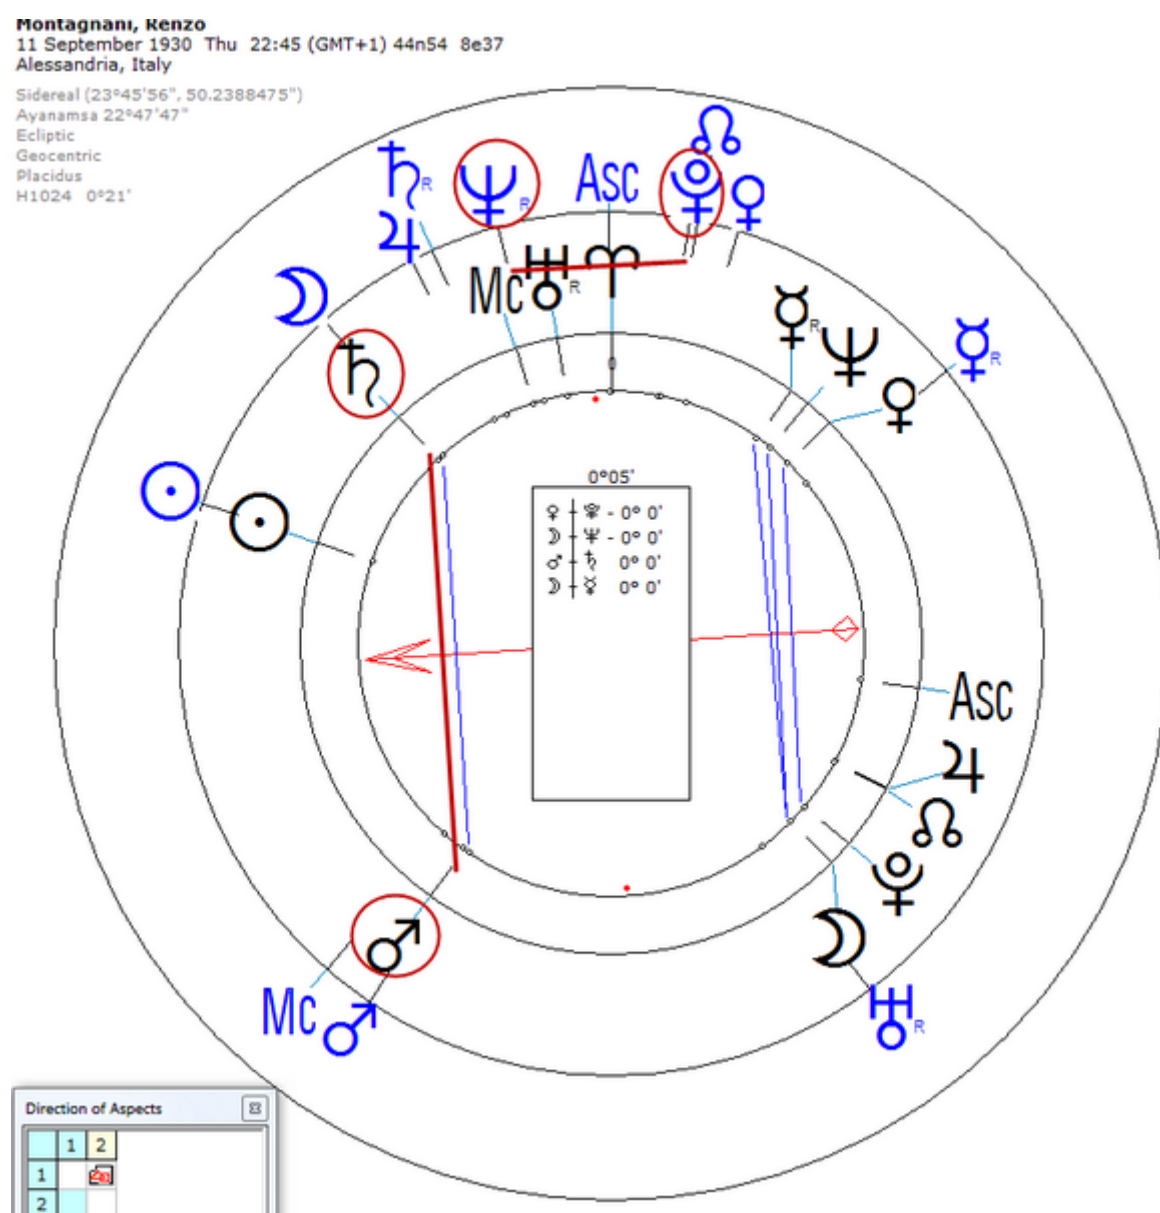 Montagnani, Renzo
11 September 1930 Thu 22:45 (GMT+1) 44n54 8e37
Alessandria, Italy
Sidereal (23°45'56", 50.2388475")
Ayanamsa 22°47'47"
Ecliptic
Geocentric
Placidus
H1024 0°21'
R
R
Asc
Mc
R
R
R
0°05'
- 0° 0'
- 0° 0'
0° 0'
0° 0'
Asc
Mc
R
Direction of Aspects
1 2
1
2